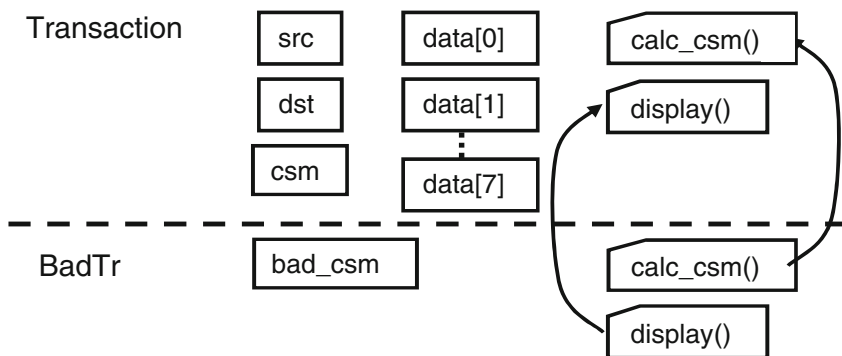 Transaction
src
data[0]
calc_csm()
dst
data[1]
display()
csm
data[7]
BadTr
bad_csm
calc_csm()
display()